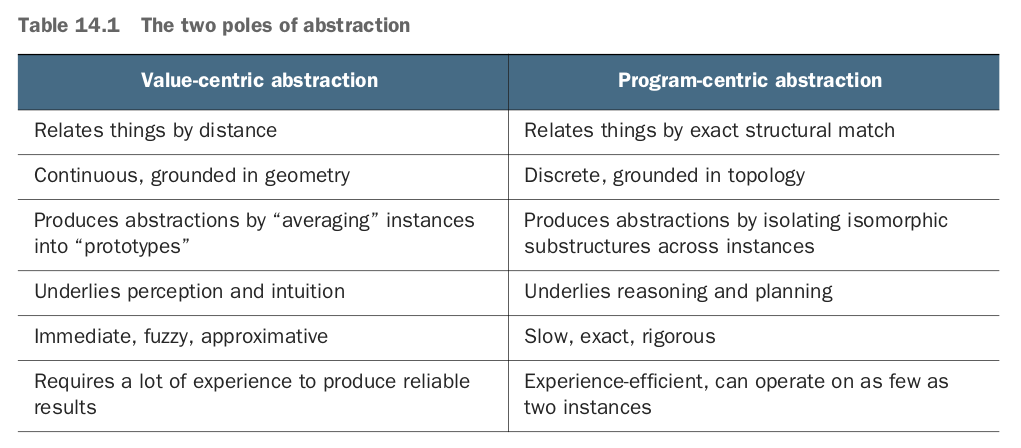 Table 14.1 The two poles of abstraction
Value-centric abstraction
Program-centric abstraction
Relates things by distance
Relates things by exact structural match
Continuous, grounded in geometry
Discrete, grounded in topology
Produces abstractions by “averaging” instances
into “prototypes”
Produces abstractions by isolating isomorphic
substructures across instances
Underlies perception and intuition
Underlies reasoning and planning
Immediate, fuzzy, approximative
Slow, exact, rigorous
Requires a lot of experience to produce reliable
results
Experience-efficient, can operate on as few as
two instances